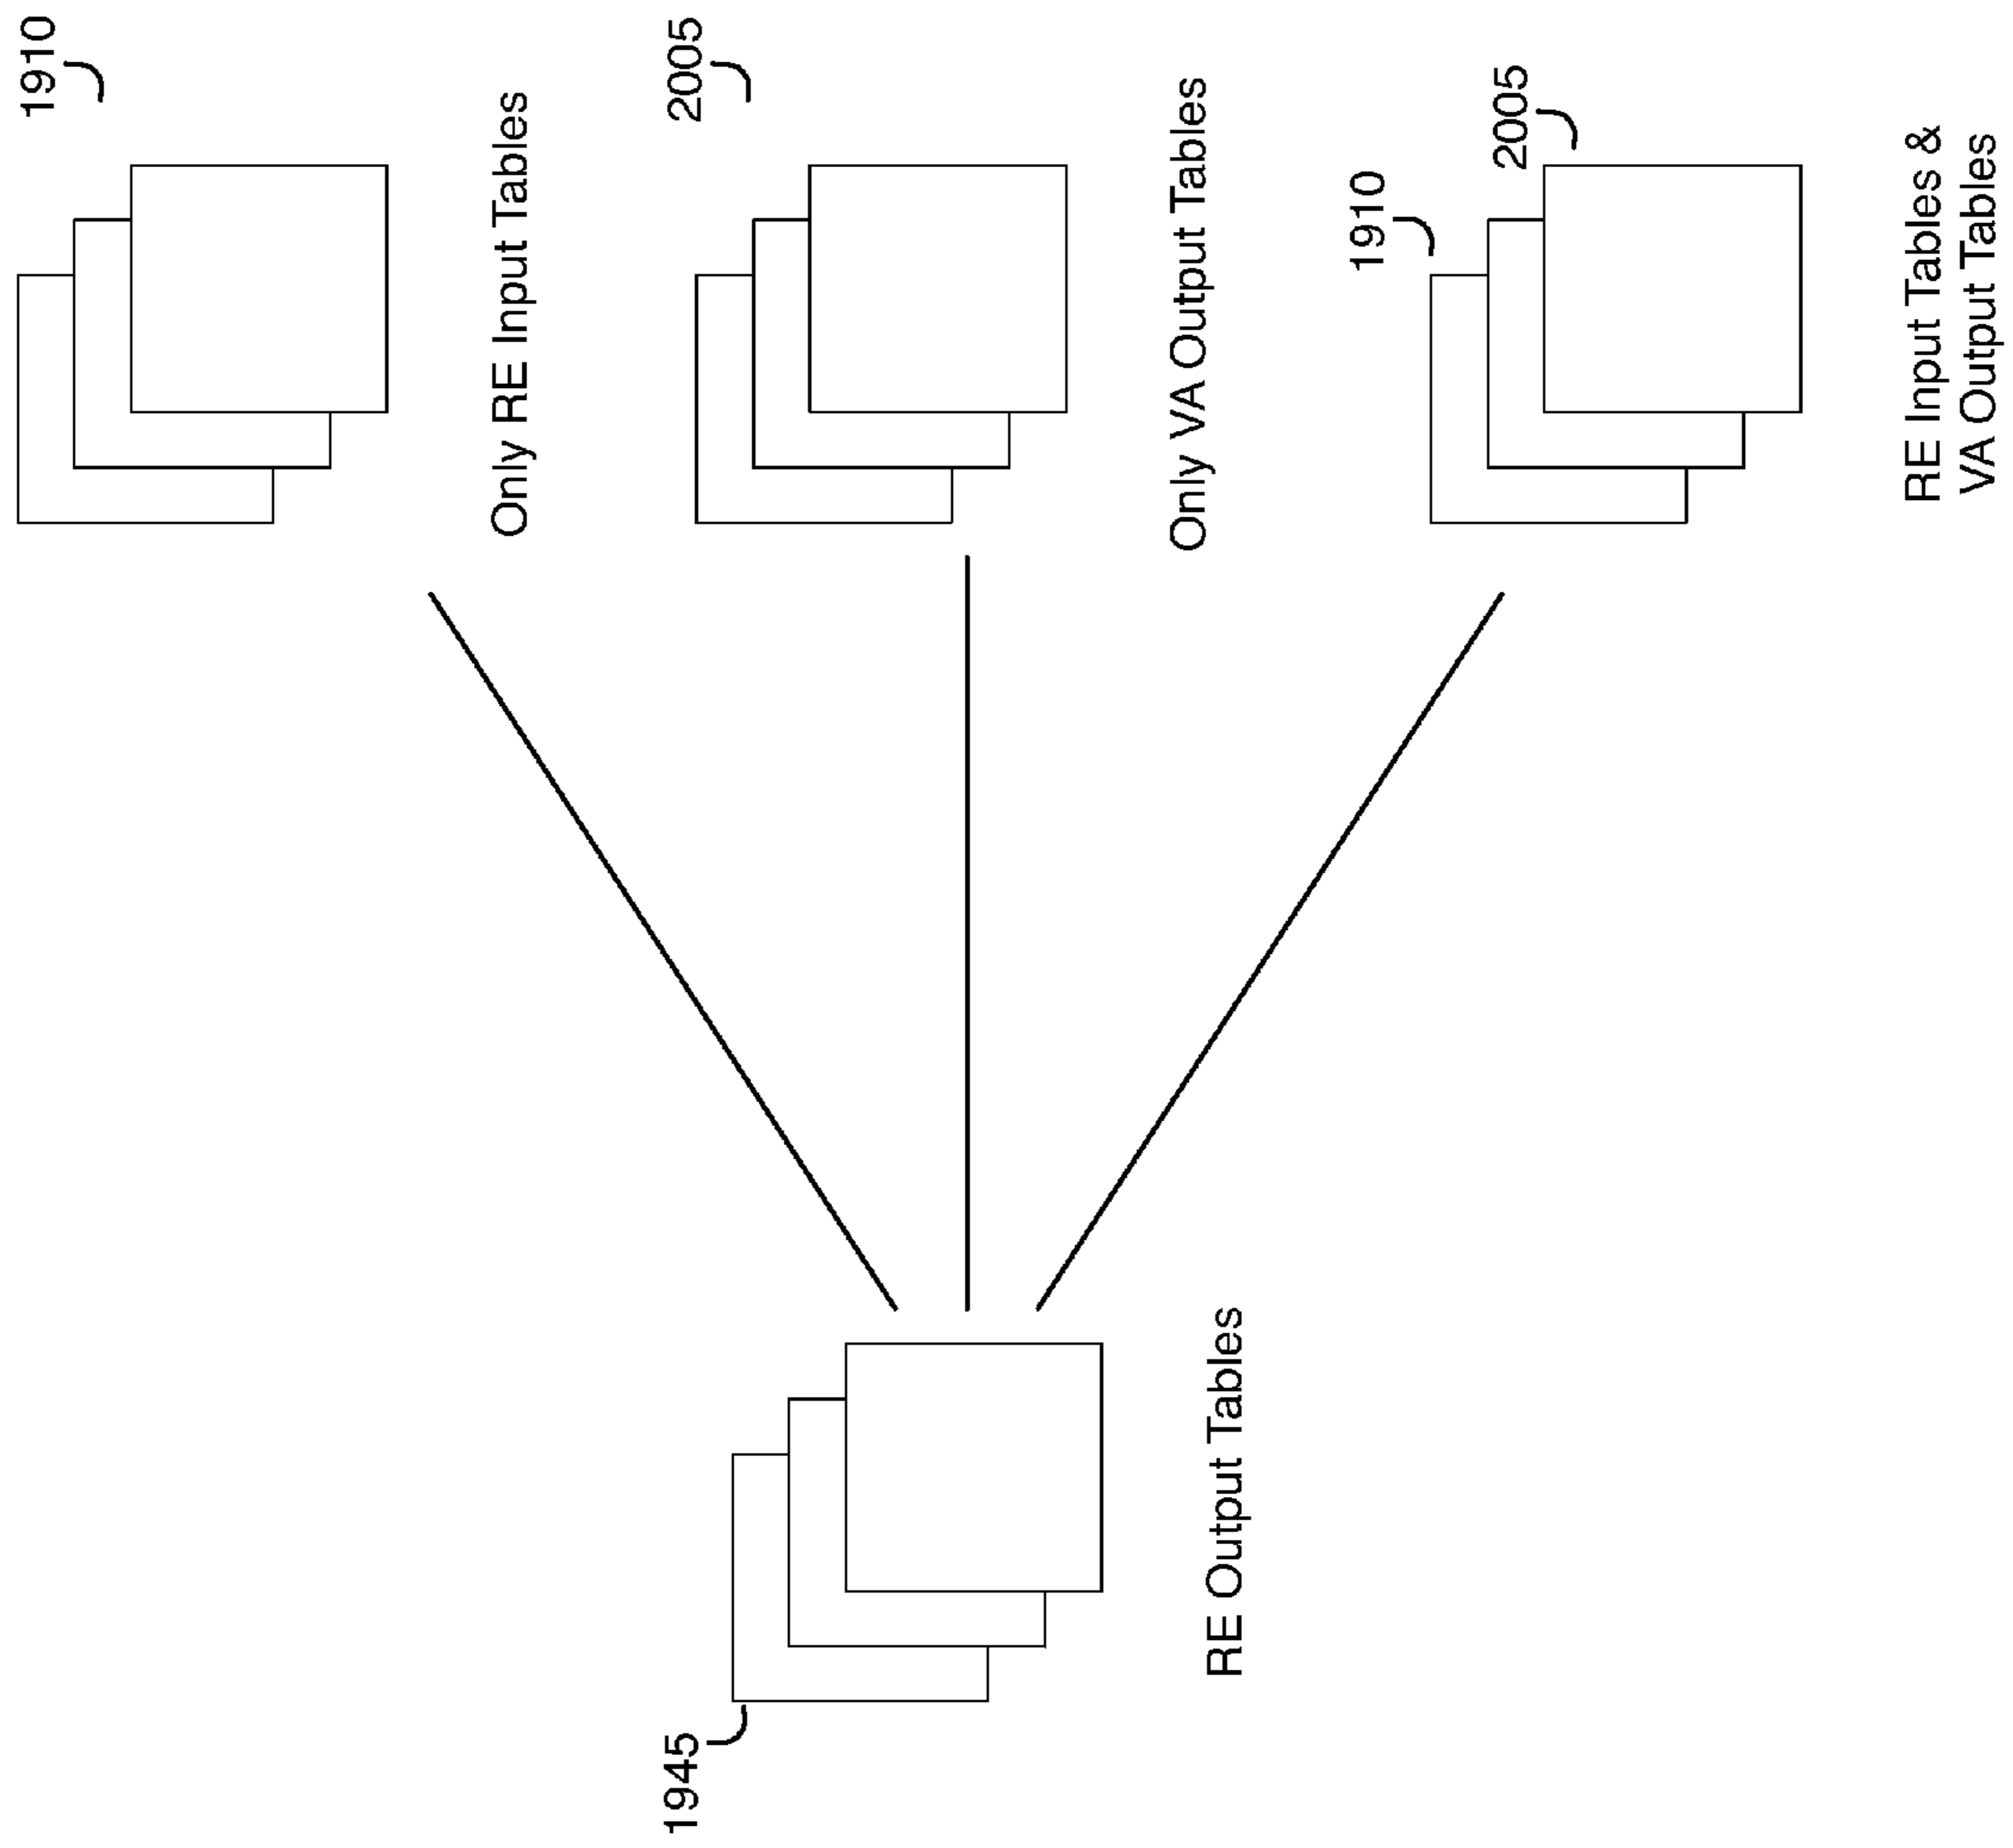 1945
RE Output Tables
1910
Only RE Input Tables
2005
Only VA Output Tables
1910
2005
RE Input Tables &
VA Output Tables